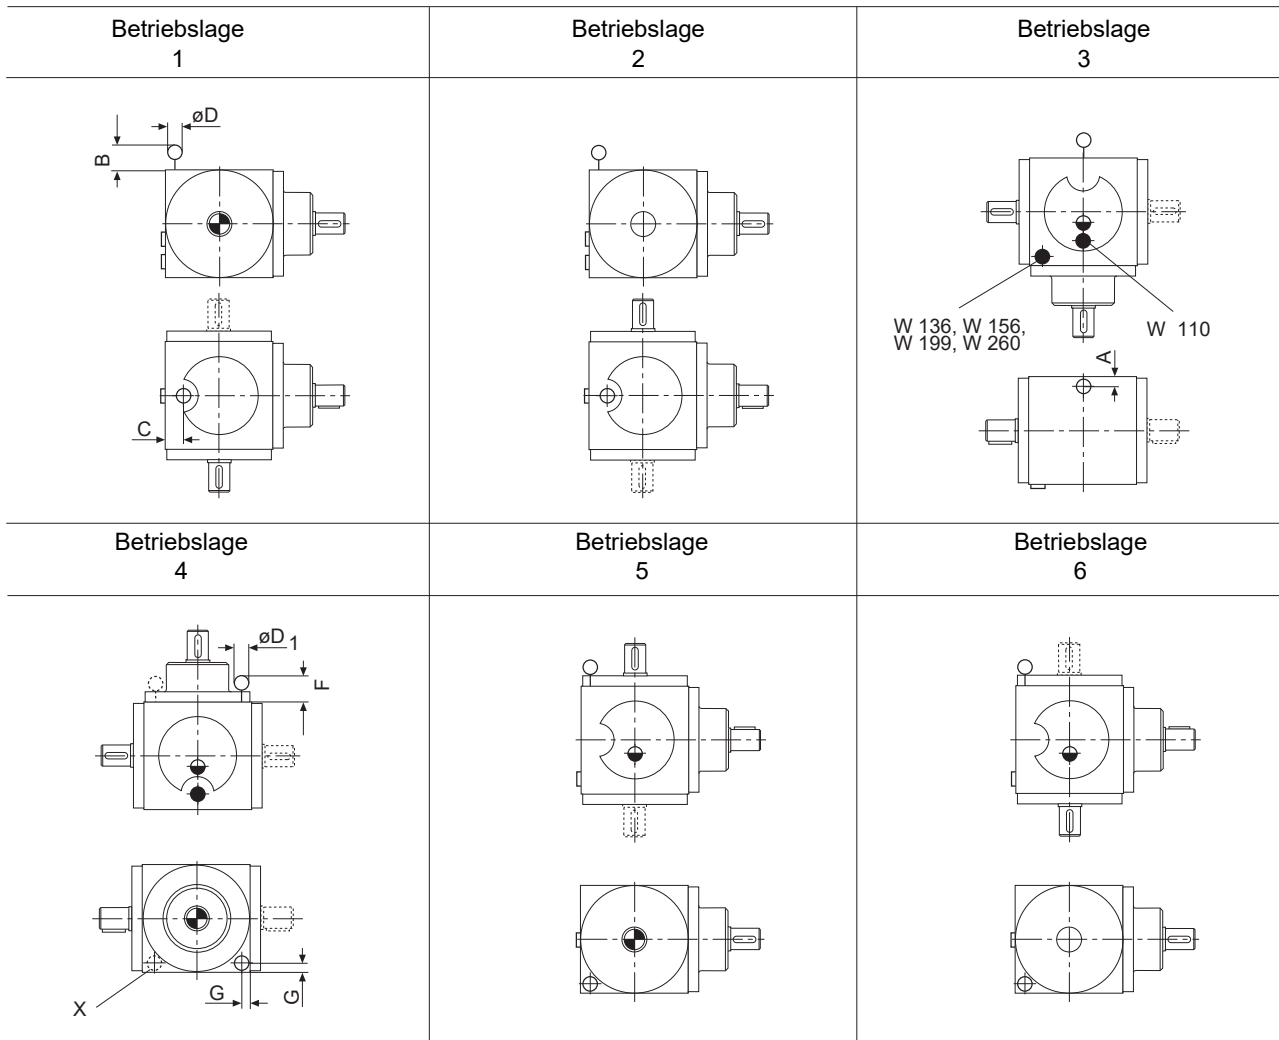 Betriebslage
1
Betriebslage
2
Betriebslage
3
øD
B
C
W 136, W 156,
W 199, W 260
W 110
A
Betriebslage
4
Betriebslage
5
Betriebslage
6
øD 1
F
X
G
G